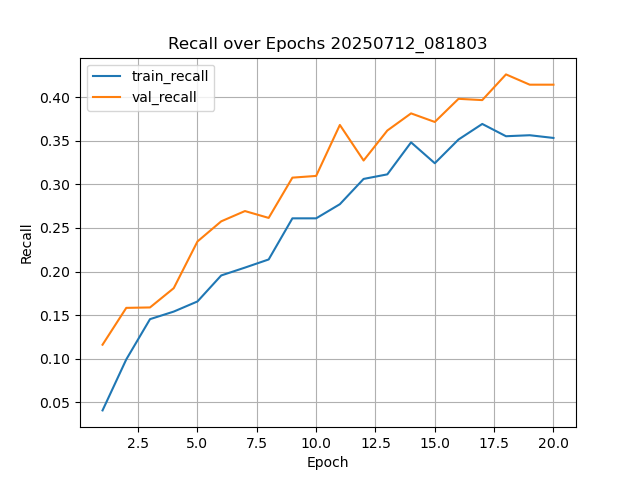 Recall over Epochs 20250712_081803
train_recall
val_recall
0.40
0.35
0.30
0.25
0.20
0.15
0.10
0.05
Recall
2.5 5.0 7.5 10.0 12.5 15.0 17.5 20.0
Epoch